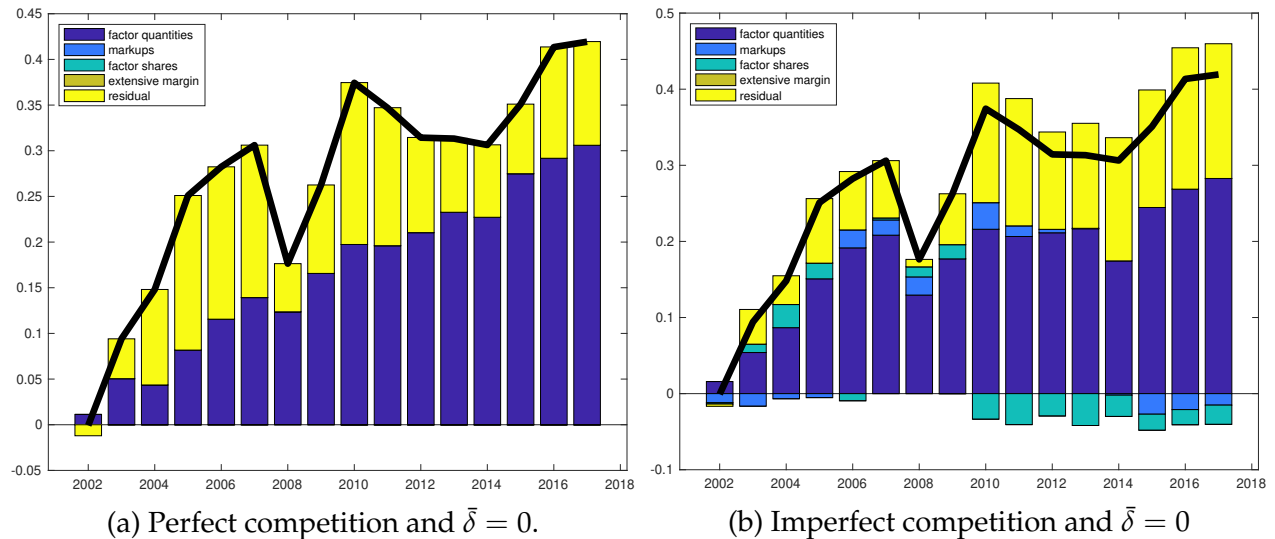 0.45
0.4
0.35
0.3
0.25
0.2
0.15
0.1
0.05
0
-0.05
factor quantities
markups
factor shares
extensive margin
residual
2002 2004 2006 2008 2010 2012 2014 2016 2018
(a) Perfect competition and δ̄ = 0.
0.5
0.4
0.3
0.2
0.1
0
-0.1
factor quantities
markups
factor shares
extensive margin
residual
2002 2004 2006 2008 2010 2012 2014 2016 2018
(b) Imperfect competition and δ̄ = 0